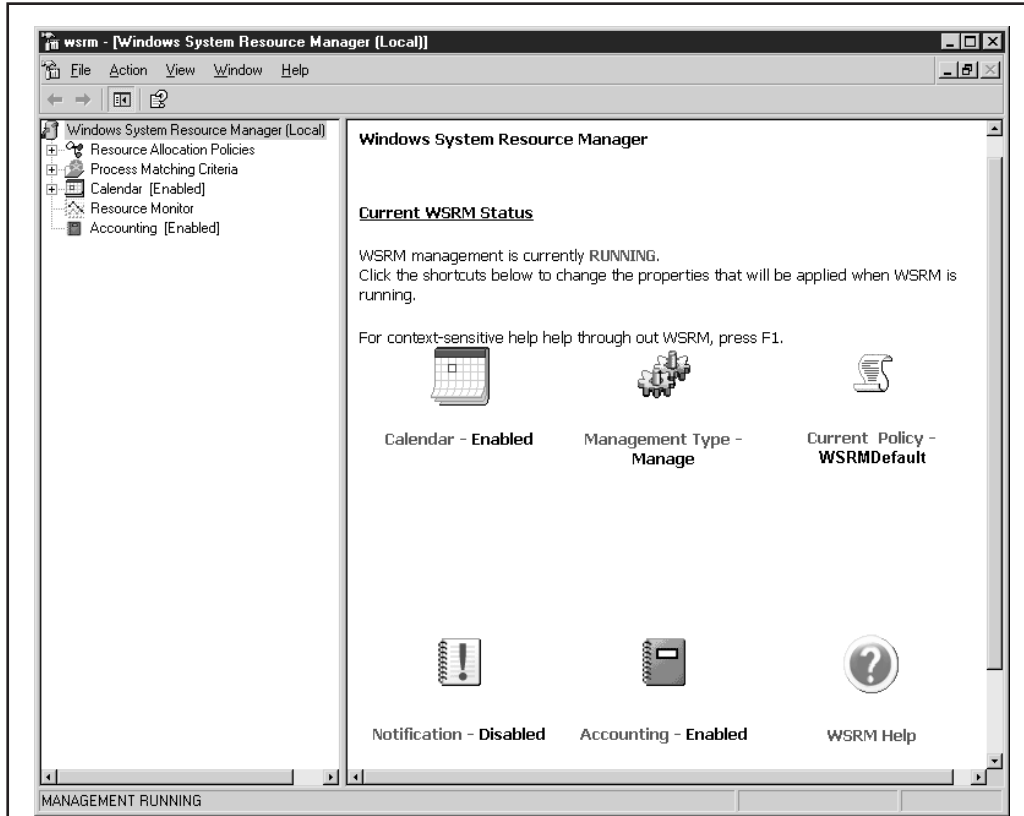 wsrm - [Windows System Resource Manager (Local)]
File Action View Window Help
Windows System Resource Manager (Local)
Resource Allocation Policies
Process Matching Criteria
Calendar [Enabled]
Resource Monitor
Accounting [Enabled]
Windows System Resource Manager
Current WSRM Status
WSRM management is currently RUNNING.
Click the shortcuts below to change the properties that will be applied when WSRM is
running.
For context-sensitive help help through out WSRM, press F1.
Calendar - Enabled
Management Type -
Manage
Current Policy -
WSRMDefault
Notification - Disabled
Accounting - Enabled
WSRM Help
MANAGEMENT RUNNING